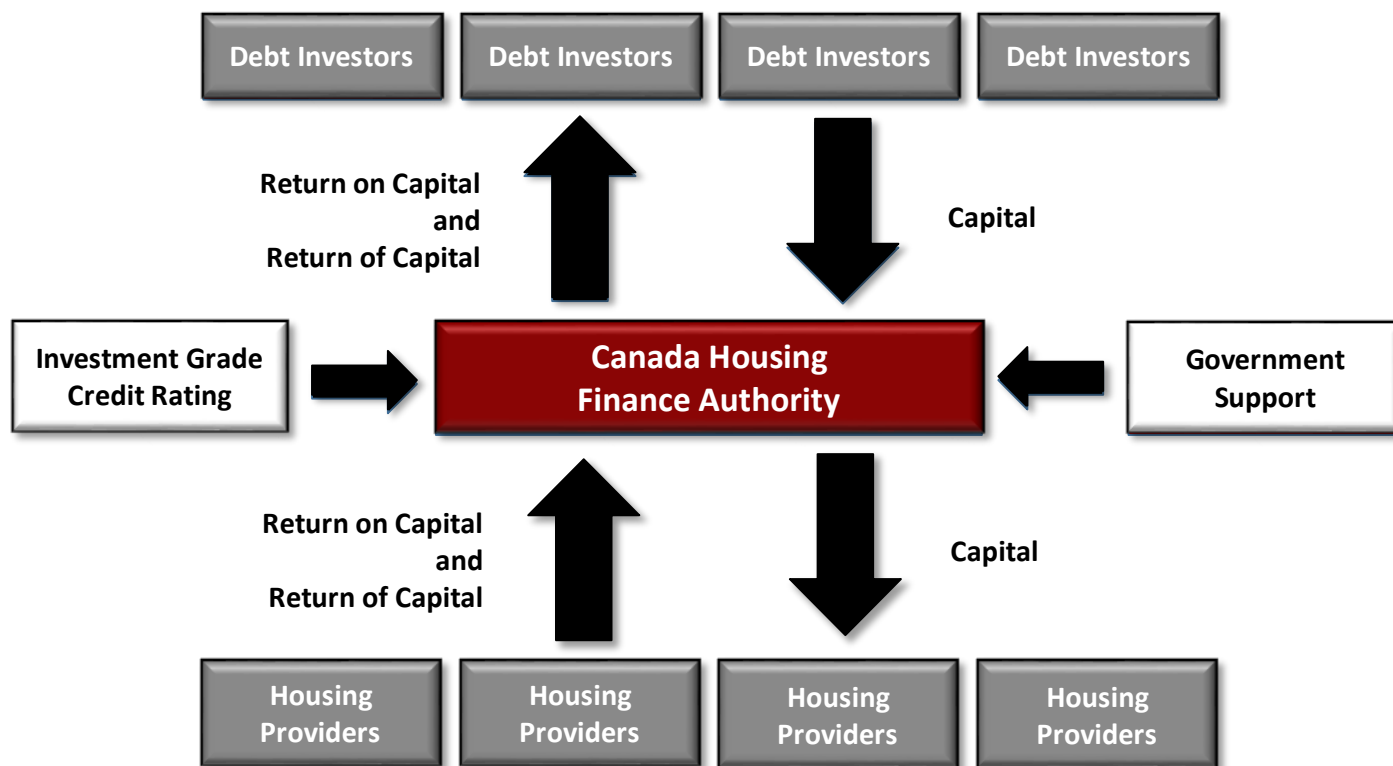 Debt Investors
Debt Investors
Debt Investors
Debt Investors
Return on Capital
and
Return of Capital
Capital
Investment Grade
Credit Rating
Canada Housing
Finance Authority
Government
Support
Return on Capital
and
Return of Capital
Capital
Housing
Providers
Housing
Providers
Housing
Providers
Housing
Providers